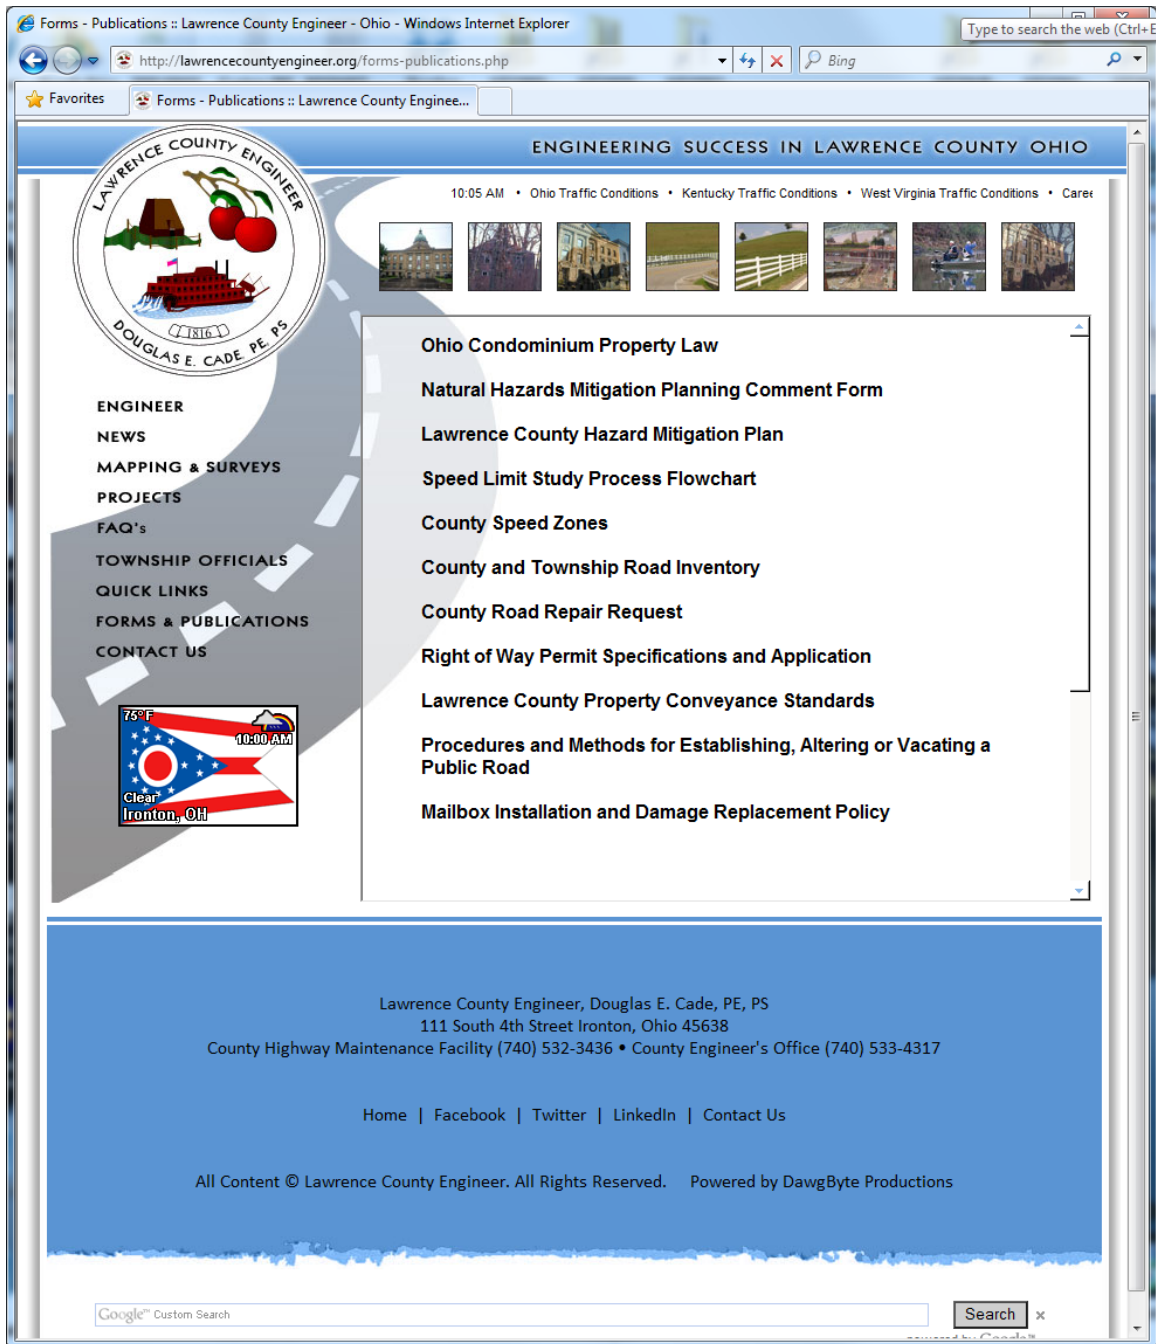 Forms - Publications :: Lawrence County Engineer - Ohio - Windows Internet Explorer
Type to search the web (Ctrl+E
http://lawrencecountyengineer.org/forms-publications.php
Bing
Favorites
Forms - Publications :: Lawrence County Enginee...
LAWRENCE COUNTY ENGINEER
1816
DOUGLAS E. CADE, PE, PS
ENGINEERING SUCCESS IN LAWRENCE COUNTY OHIO
10:05 AM • Ohio Traffic Conditions • Kentucky Traffic Conditions • West Virginia Traffic Conditions •
ENGINEER
NEWS
MAPPING & SURVEYS
PROJECTS
FAQ's
TOWNSHIP OFFICIALS
QUICK LINKS
FORMS & PUBLICATIONS
CONTACT US
75°F
10:00 AM
Clear
Ironton, OH
Ohio Condominium Property Law
Natural Hazards Mitigation Planning Comment Form
Lawrence County Hazard Mitigation Plan
Speed Limit Study Process Flowchart
County Speed Zones
County and Township Road Inventory
County Road Repair Request
Right of Way Permit Specifications and Application
Lawrence County Property Conveyance Standards
Procedures and Methods for Establishing, Altering or Vacating a
Public Road
Mailbox Installation and Damage Replacement Policy
Lawrence County Engineer, Douglas E. Cade, PE, PS
111 South 4th Street Ironton, Ohio 45638
County Highway Maintenance Facility (740) 532-3436 • County Engineer's Office (740) 533-4317
Home | Facebook | Twitter | LinkedIn | Contact Us
All Content © Lawrence County Engineer. All Rights Reserved. Powered by DawgByte Productions
Google™ Custom Search
Search